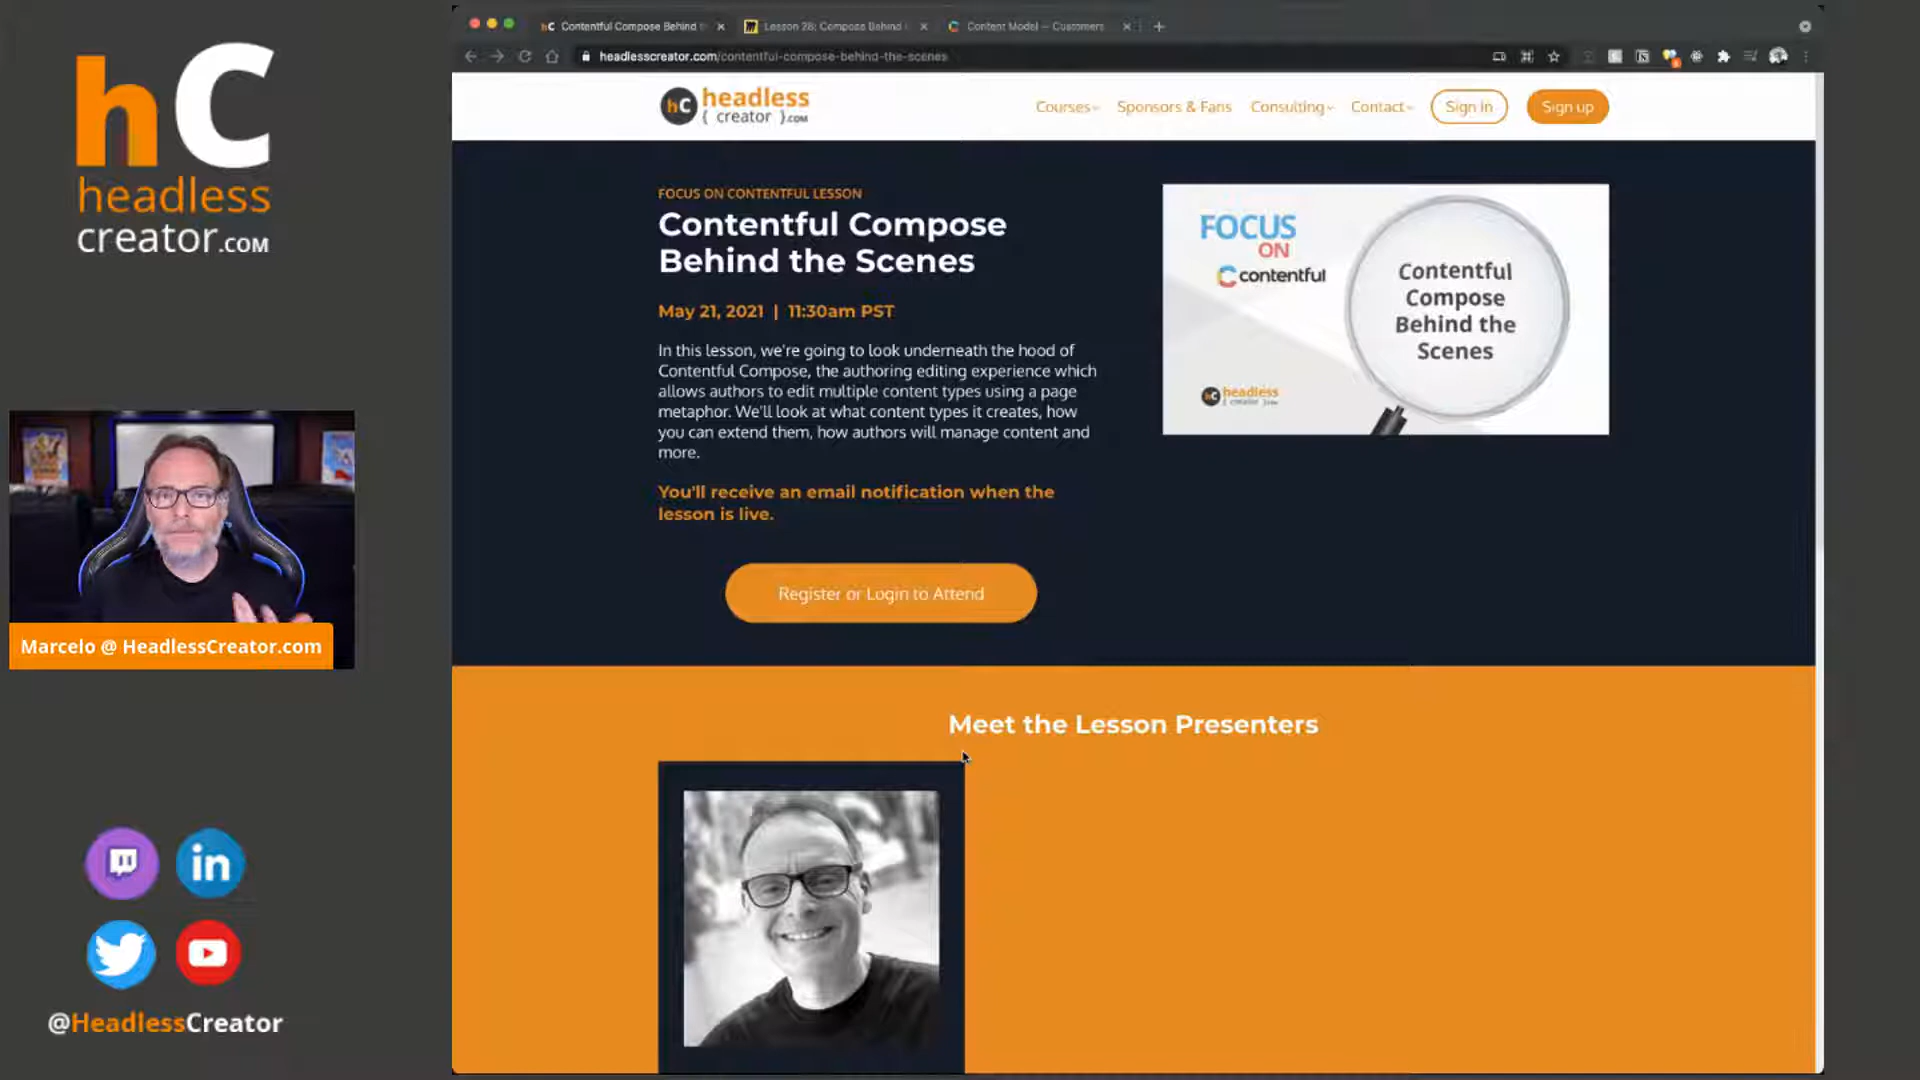 hC
headless
creator.COM
Marcelo @ HeadlessCreator.com
in
@HeadlessCreator
hC Contentful Compose Behind
Lesson 28: Compose Behind
Content Model — Customers
headlesscreator.com/contentful-compose-behind-the-scenes
hC headless
{ creator }.COM
Courses
Sponsors & Fans
Consulting
Contact
Sign in
Sign up
FOCUS ON CONTENTFUL LESSON
Contentful Compose
Behind the Scenes
May 21, 2021 | 11:30am PST
In this lesson, we're going to look underneath the hood of
Contentful Compose, the authoring editing experience which
allows authors to edit multiple content types using a page
metaphor. We'll look at what content types it creates, how
you can extend them, how authors will manage content and
more.
You'll receive an email notification when the
lesson is live.
Register or Login to Attend
FOCUS
ON
contentful
Contentful
Compose
Behind the
Scenes
hC headless
{ creator }.COM
Meet the Lesson Presenters